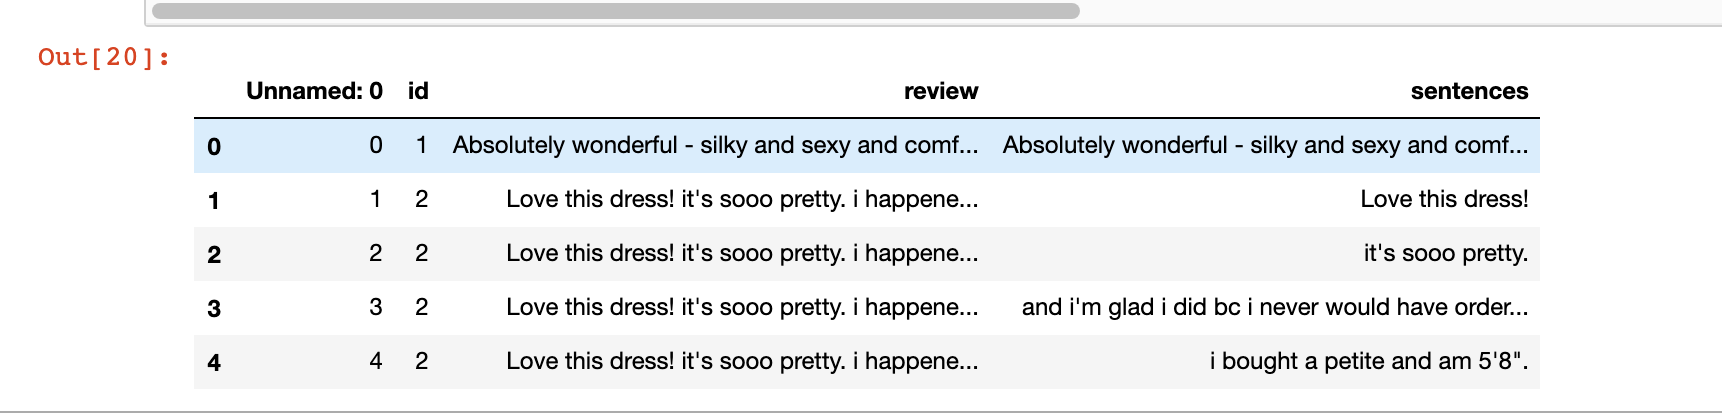 Out[20]:
Unnamed: 0 id review sentences
0 0 1 Absolutely wonderful - silky and sexy and comf... Absolutely wonderful - silky and sexy and comf...
1 1 2 Love this dress! it's sooo pretty. i happene... Love this dress!
2 2 2 Love this dress! it's sooo pretty. i happene... it's sooo pretty.
3 3 2 Love this dress! it's sooo pretty. i happene... and i'm glad i did bc i never would have order...
4 4 2 Love this dress! it's sooo pretty. i happene... i bought a petite and am 5'8".